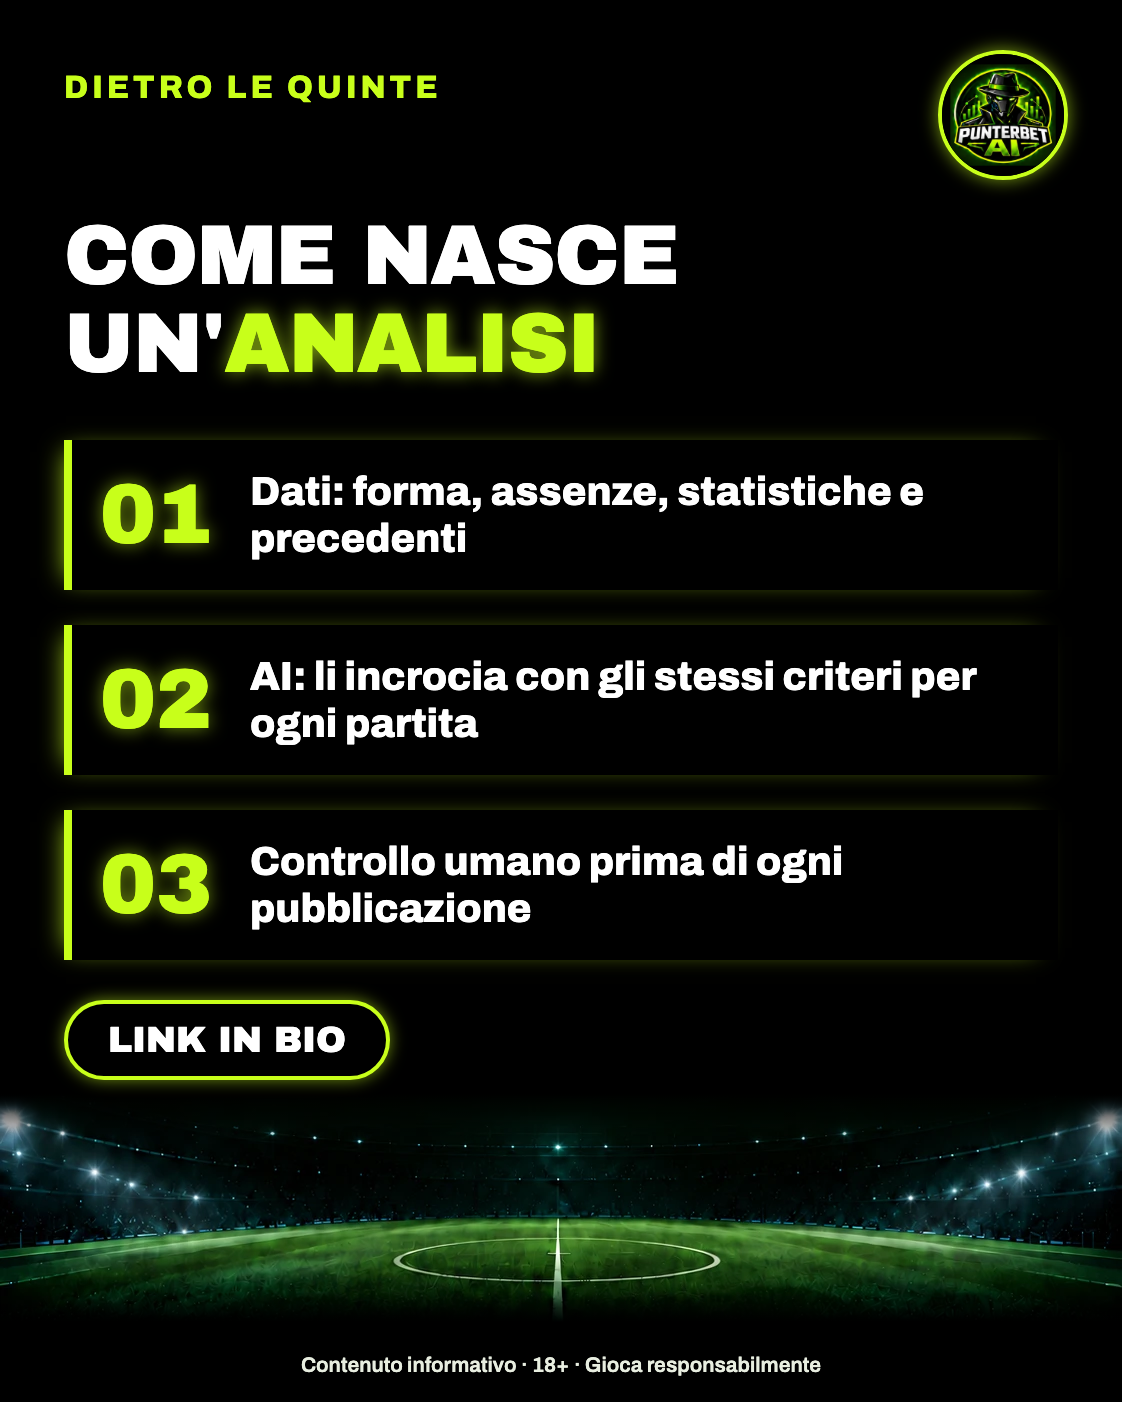 DIETRO LE QUINTE
PUNTERBET
AI
COME NASCE
UN'ANALISI
01
Dati: forma, assenze, statistiche e
precedenti
02
AI: li incrocia con gli stessi criteri per
ogni partita
03
Controllo umano prima di ogni
pubblicazione
LINK IN BIO
Contenuto informativo · 18+ · Gioca responsabilmente